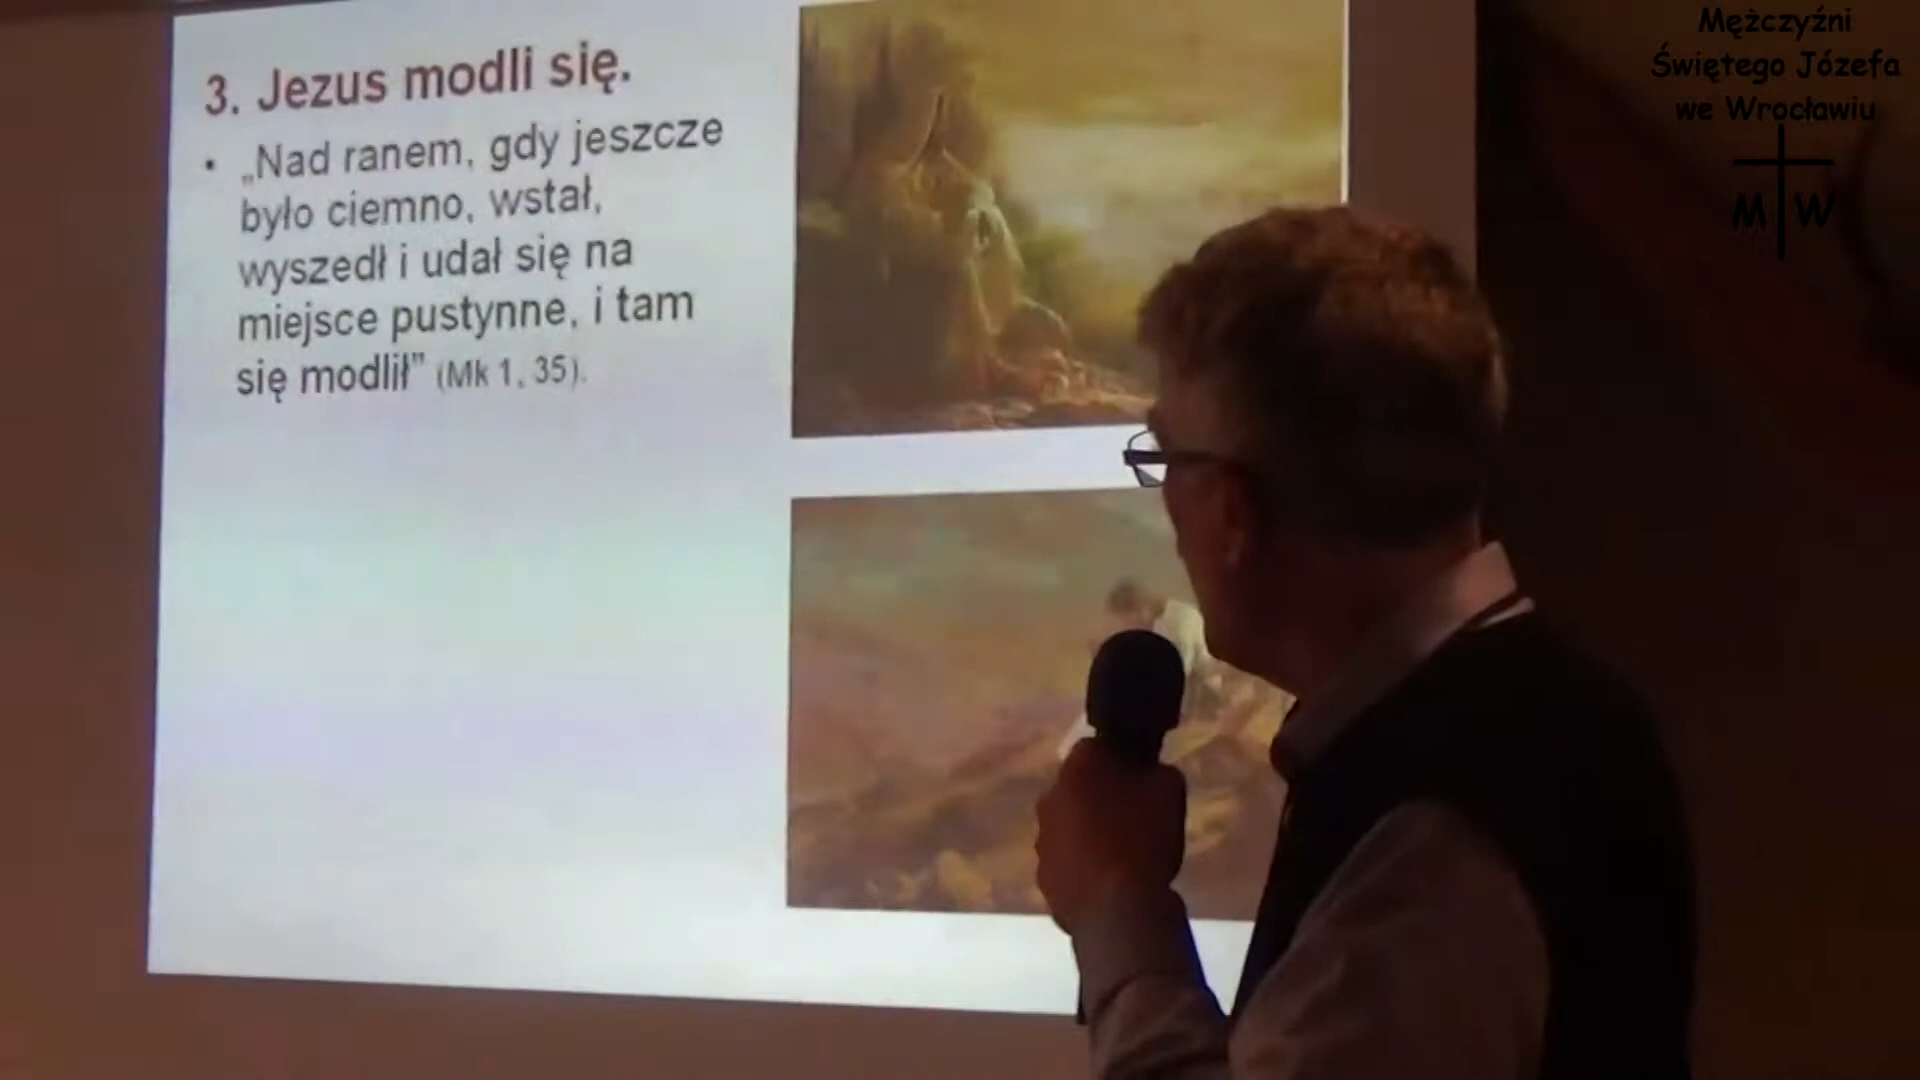 3. Jezus modli się.
• „Nad ranem, gdy jeszcze
było ciemno, wstał,
wyszedł i udał się na
miejsce pustynne, i tam
się modlił” (Mk 1, 35).
Mężczyźni
Świętego Józefa
we Wrocławiu
M W